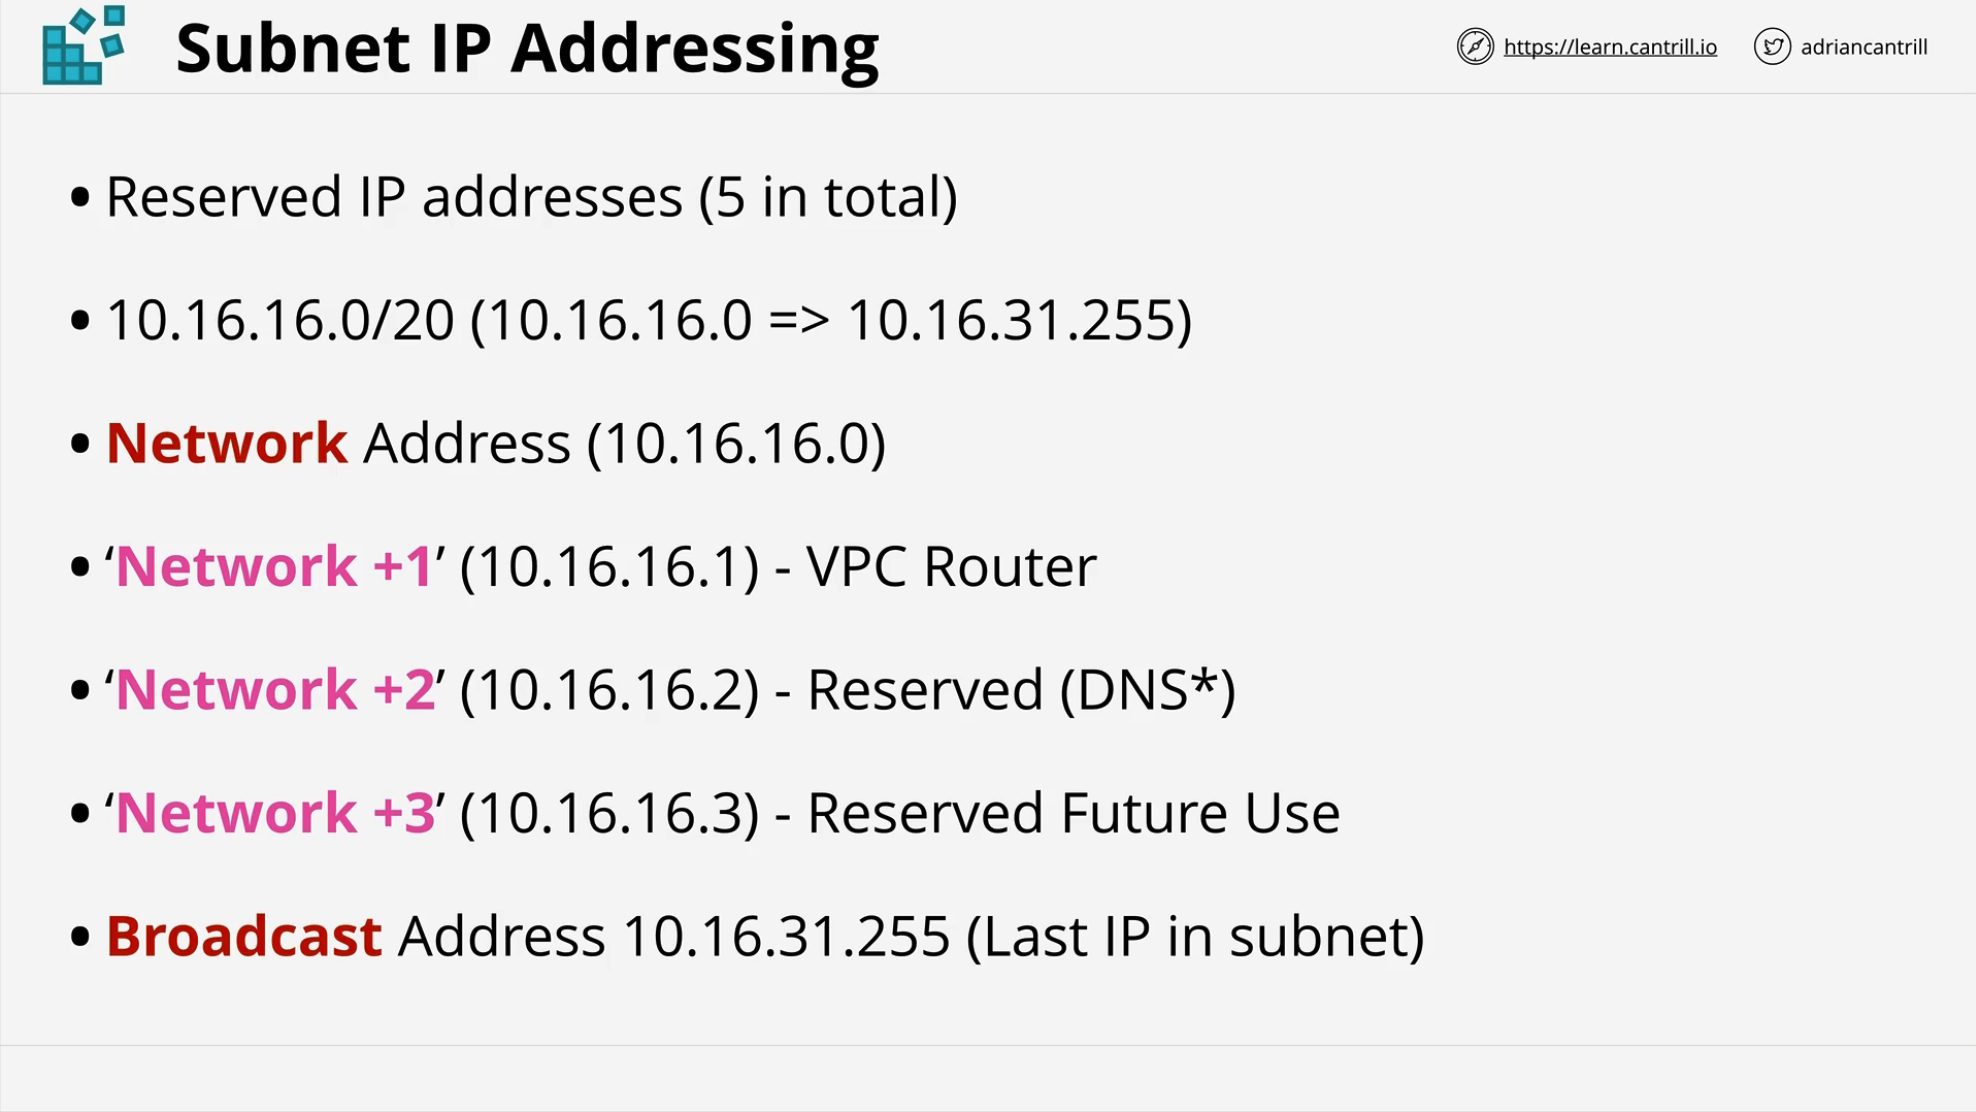 Subnet IP Addressing
https://learn.cantrill.io
adriancantrill
• Reserved IP addresses (5 in total)
• 10.16.16.0/20 (10.16.16.0 => 10.16.31.255)
• Network Address (10.16.16.0)
• ‘Network +1’ (10.16.16.1) - VPC Router
• ‘Network +2’ (10.16.16.2) - Reserved (DNS*)
• ‘Network +3’ (10.16.16.3) - Reserved Future Use
• Broadcast Address 10.16.31.255 (Last IP in subnet)